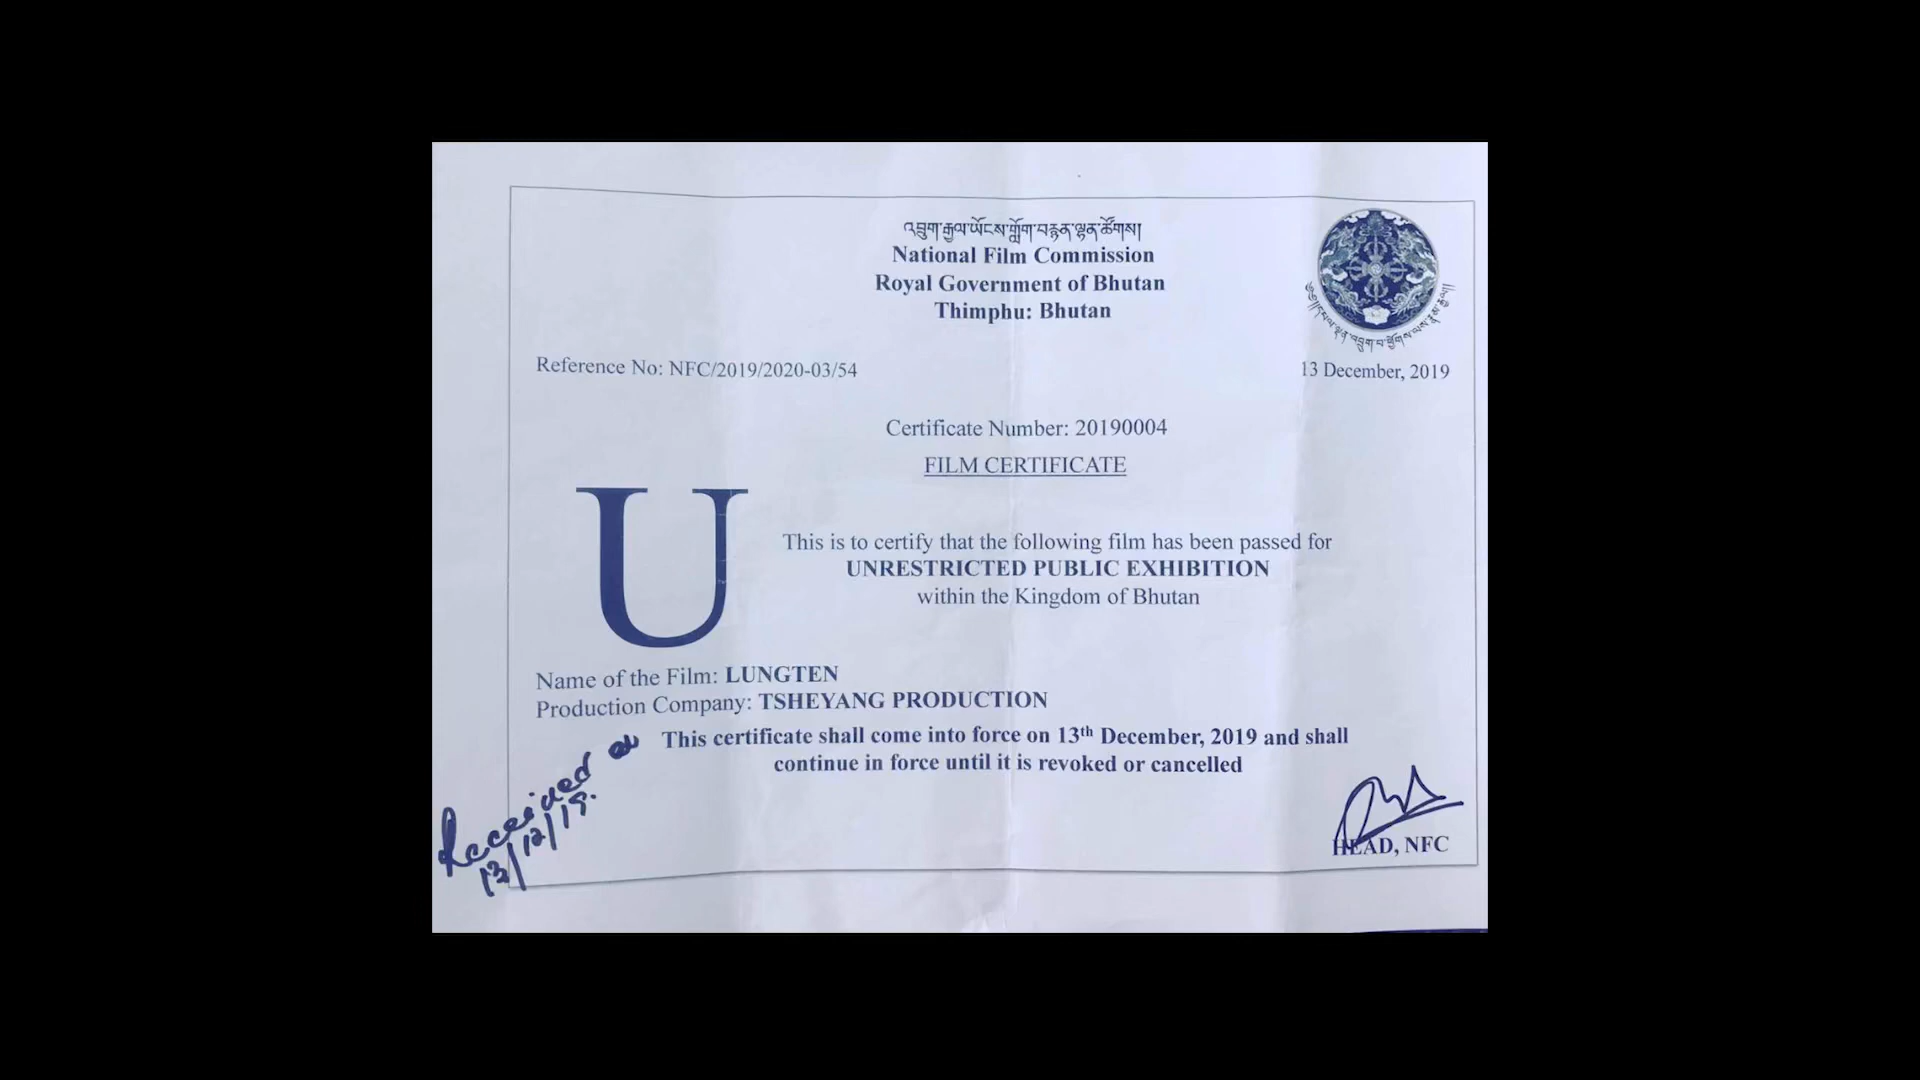 འབྲུག་རྒྱལ་ཡོངས་གློག་བརྙན་ལྷན་ཚོགས།
National Film Commission
Royal Government of Bhutan
Thimphu: Bhutan
Reference No: NFC/2019/2020-03/54
13 December, 2019
Certificate Number: 20190004
FILM CERTIFICATE
U
This is to certify that the following film has been passed for
UNRESTRICTED PUBLIC EXHIBITION
within the Kingdom of Bhutan
Name of the Film: LUNGTEN
Production Company: TSHEYANG PRODUCTION
This certificate shall come into force on 13th December, 2019 and shall
continue in force until it is revoked or cancelled
Received on
13/12/19.
HEAD, NFC